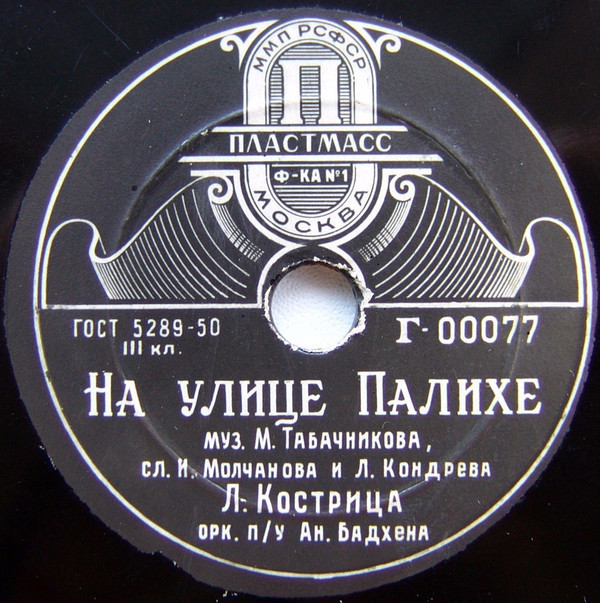 ММП РСФСР
П
ПЛАСТМАСС
Ф-КА №1
МОСКВА
ГОСТ 5289-50
III КЛ.
Г-00077
НА УЛИЦЕ ПАЛИХЕ
МУЗ. М. ТАБАЧНИКОВА,
СЛ. И. МОЛЧАНОВА И Л. КОНДРЕВА
Л. КОСТРИЦА
ОРК. П/У АН. БАДХЕНА